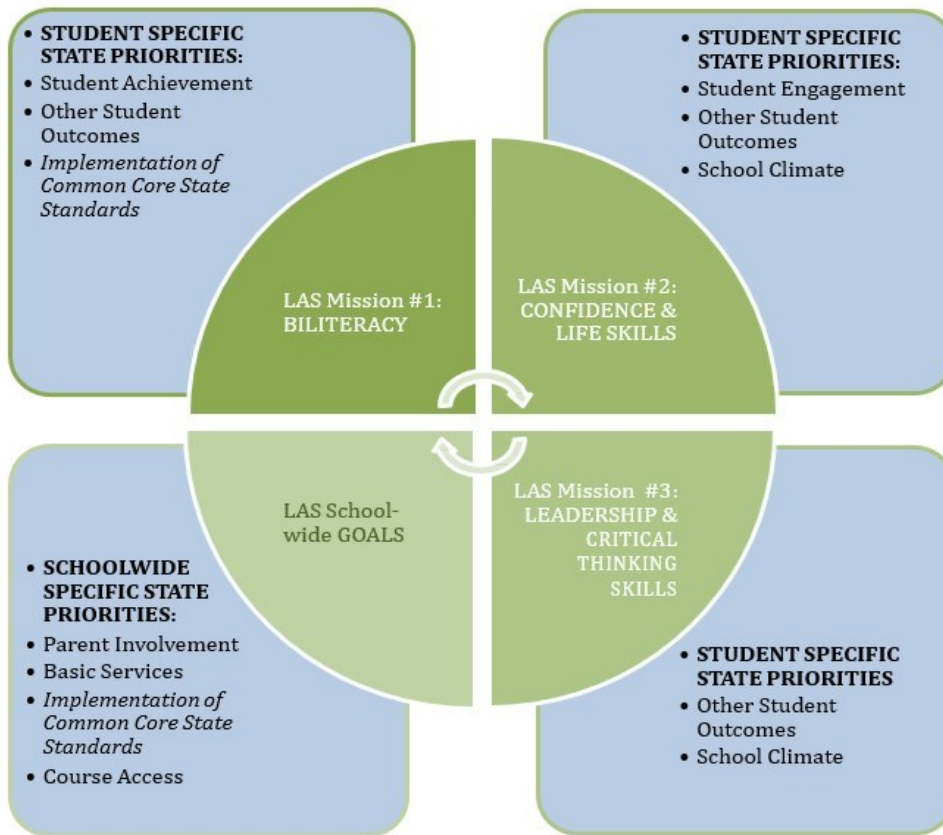 • STUDENT SPECIFIC
STATE PRIORITIES:
• Student Achievement
• Other Student
Outcomes
• Implementation of
Common Core State
Standards
• STUDENT SPECIFIC
STATE PRIORITIES:
• Student Engagement
• Other Student
Outcomes
• School Climate
LAS Mission #1:
BILITERACY
LAS Mission #2:
CONFIDENCE &
LIFE SKILLS
LAS School-
wide GOALS
LAS Mission #3:
LEADERSHIP &
CRITICAL
THINKING
SKILLS
• SCHOOLWIDE
SPECIFIC STATE
PRIORITIES:
• Parent Involvement
• Basic Services
• Implementation of
Common Core State
Standards
• Course Access
• STUDENT SPECIFIC
STATE PRIORITIES
• Other Student
Outcomes
• School Climate